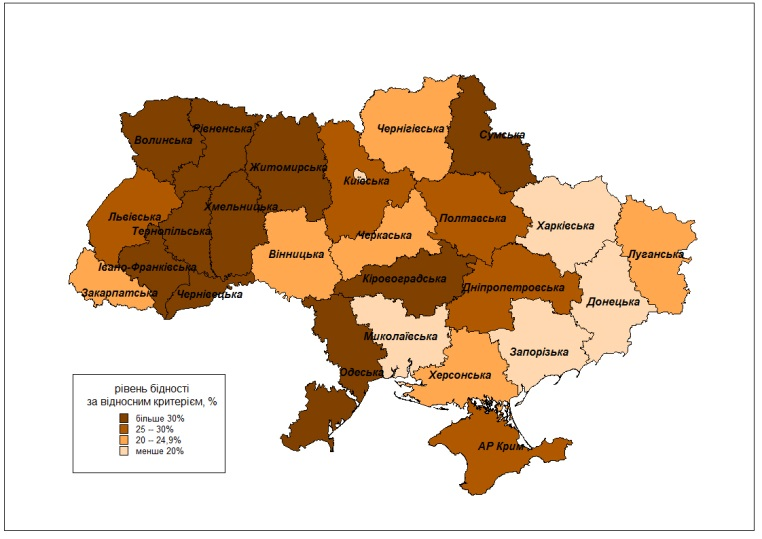 Чернігівська
Рівненська
Сумська
Волинська
Житомирська
Київська
Хмельницька
Львівська
Полтавська
Харківська
Тернопільська
Черкаська
Вінницька
Луганська
Івано-Франківська
Кіровоградська
Дніпропетровська
Закарпатська
Чернівецька
Донецька
Миколаївська
Запорізька
Одеська
Херсонська
АР Крим
рівень бідності
за відносним критерієм, %
більше 30%
25 -- 30%
20 -- 24,9%
менше 20%